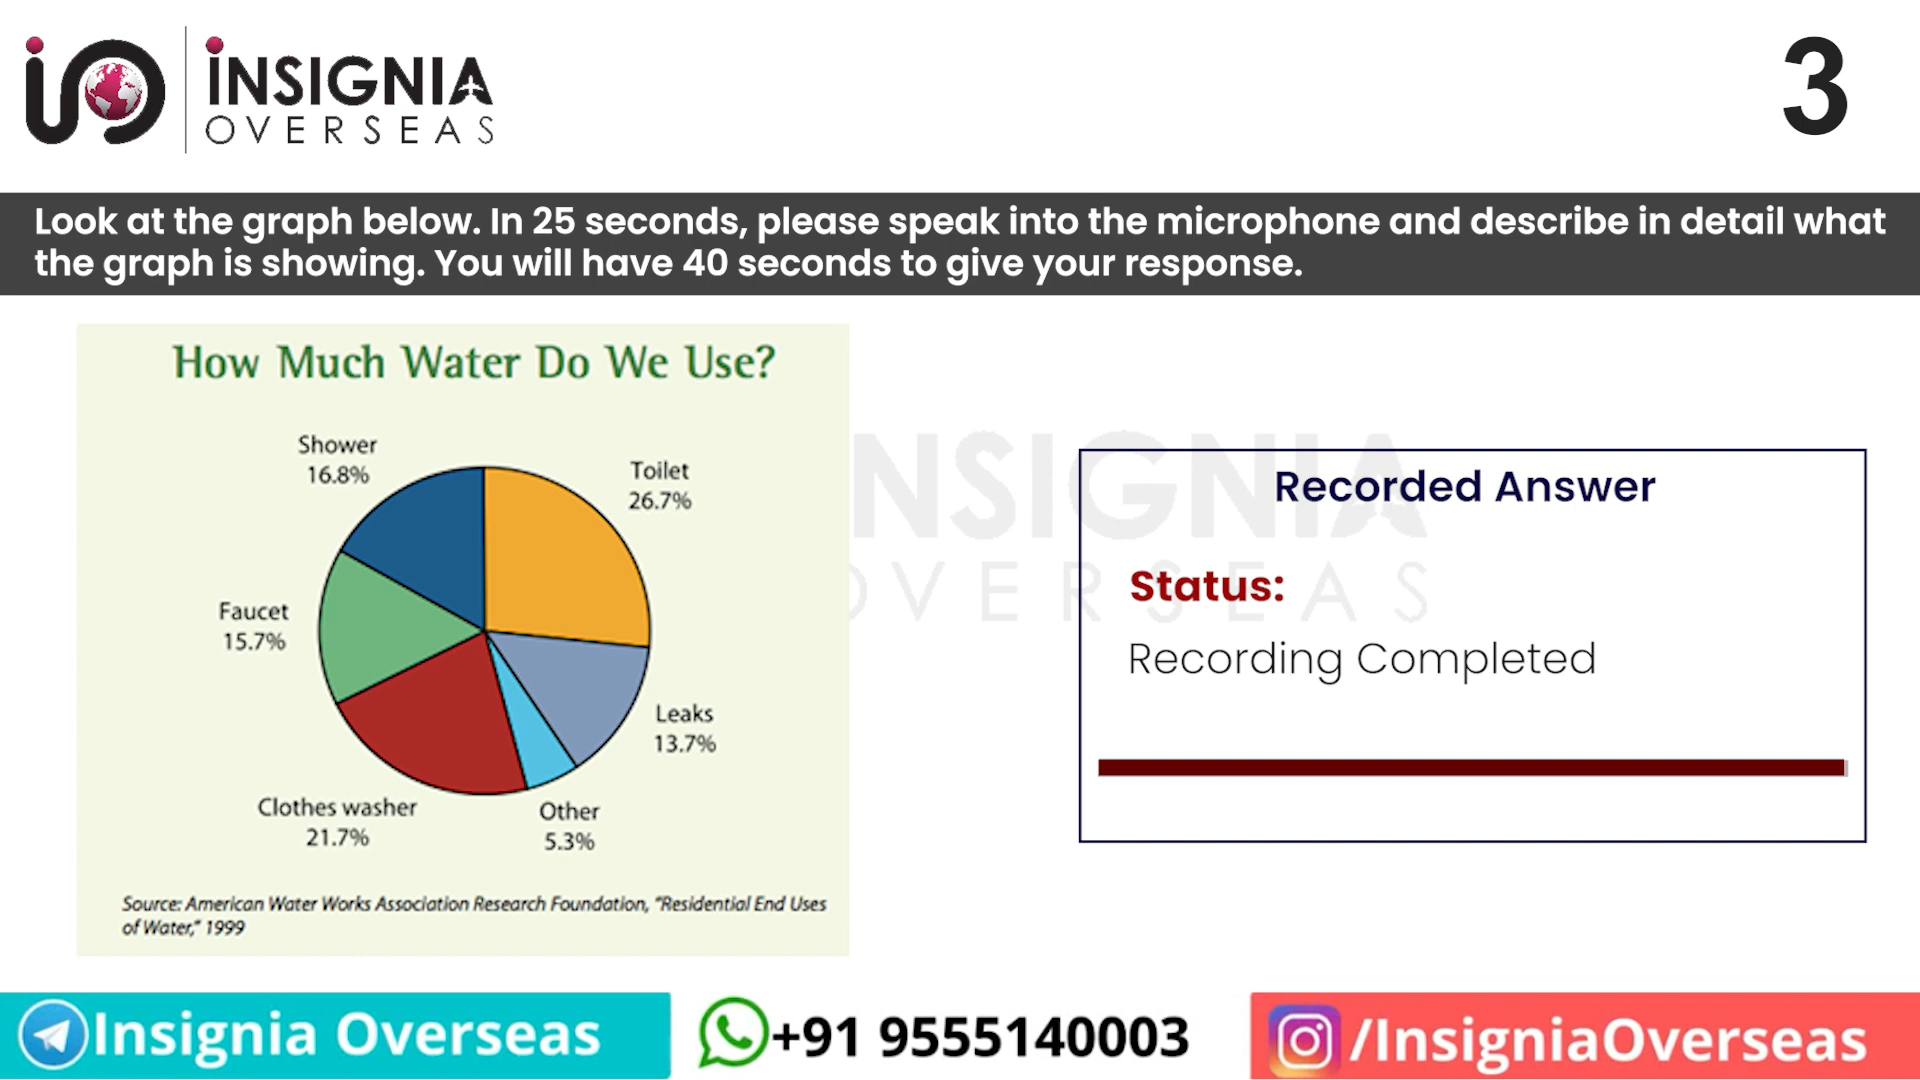 INSIGNIA
OVERSEAS
3
Look at the graph below. In 25 seconds, please speak into the microphone and describe in detail what
the graph is showing. You will have 40 seconds to give your response.
How Much Water Do We Use?
Shower
16.8%
Toilet
26.7%
Faucet
15.7%
Leaks
13.7%
Clothes washer
21.7%
Other
5.3%
Source: American Water Works Association Research Foundation, "Residential End Uses
of Water," 1999
INSIGNIA
OVERSEAS
Recorded Answer
Status:
Recording Completed
Insignia Overseas
+91 9555140003
/InsigniaOverseas